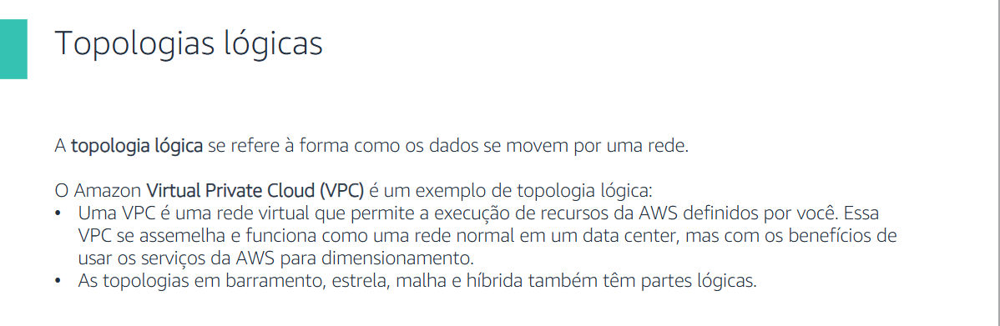 Topologias lógicas
A topologia lógica se refere à forma como os dados se movem por uma rede.
O Amazon Virtual Private Cloud (VPC) é um exemplo de topologia lógica:
• Uma VPC é uma rede virtual que permite a execução de recursos da AWS definidos por você. Essa
VPC se assemelha e funciona como uma rede normal em um data center, mas com os benefícios de
usar os serviços da AWS para dimensionamento.
• As topologias em barramento, estrela, malha e híbrida também têm partes lógicas.